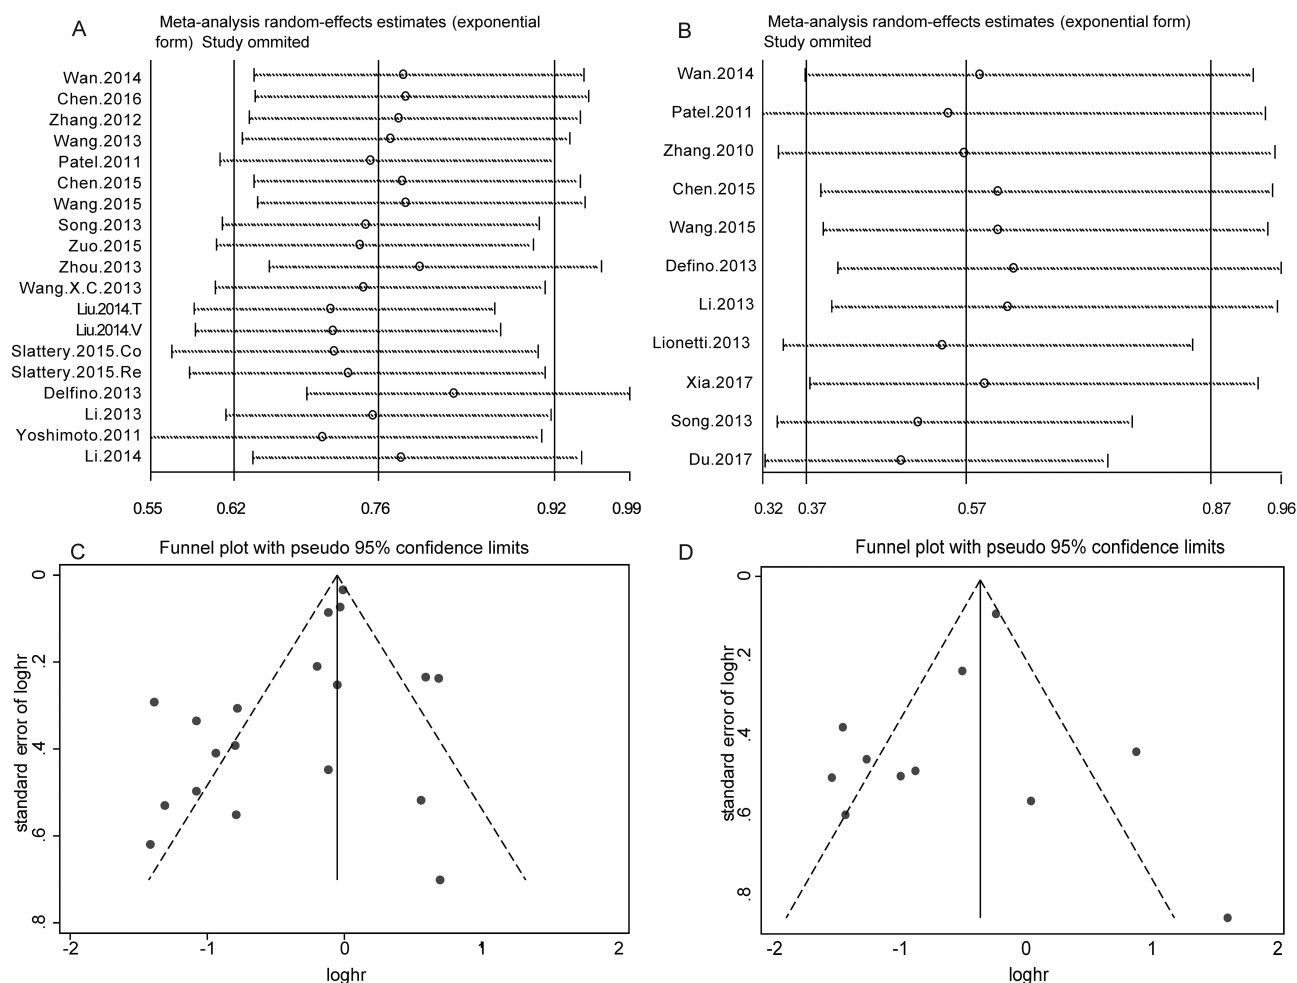 A
Meta-analysis random-effects estimates (exponential
form) Study ommited
Wan.2014
Chen.2016
Zhang.2012
Wang.2013
Patel.2011
Chen.2015
Wang.2015
Song.2013
Zuo.2015
Zhou.2013
Wang.X.C.2013
Liu.2014.T
Liu.2014.V
Slattery.2015.Co
Slattery.2015.Re
Delfino.2013
Li.2013
Yoshimoto.2011
Li.2014
0.55 0.62 0.76 0.92 0.99
B
Meta-analysis random-effects estimates (exponential form)
Study ommited
Wan.2014
Patel.2011
Zhang.2010
Chen.2015
Wang.2015
Defino.2013
Li.2013
Lionetti.2013
Xia.2017
Song.2013
Du.2017
0.32 0.37 0.57 0.87 0.96
C
Funnel plot with pseudo 95% confidence limits
standard error of loghr
0
.2
.4
.6
.8
-2 -1 0 1 2
loghr
D
Funnel plot with pseudo 95% confidence limits
standard error of loghr
0
.2
.4
.6
.8
-2 -1 0 1 2
loghr